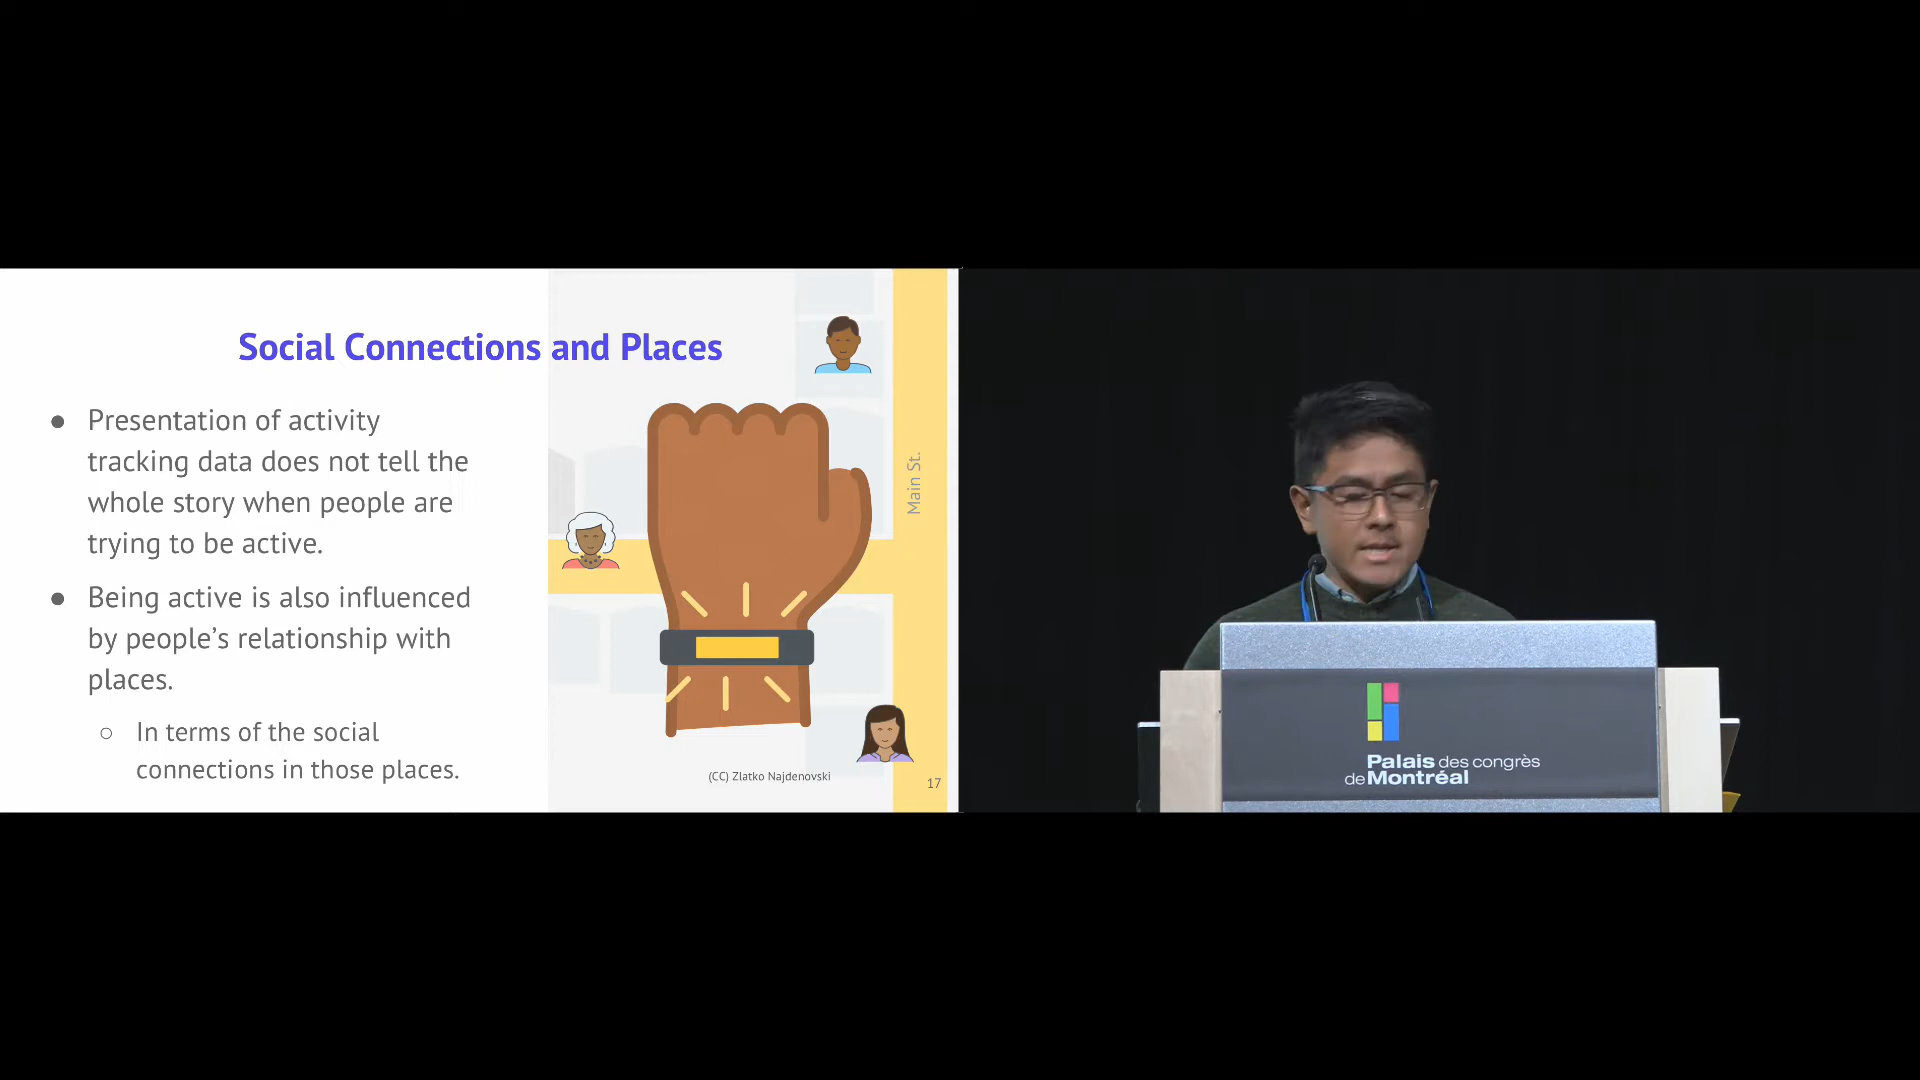 Social Connections and Places
● Presentation of activity
tracking data does not tell the
whole story when people are
trying to be active.
● Being active is also influenced
by people's relationship with
places.
○ In terms of the social
connections in those places.
Main St.
(CC) Zlatko Najdenovski
17
Palais des congrès
de Montréal